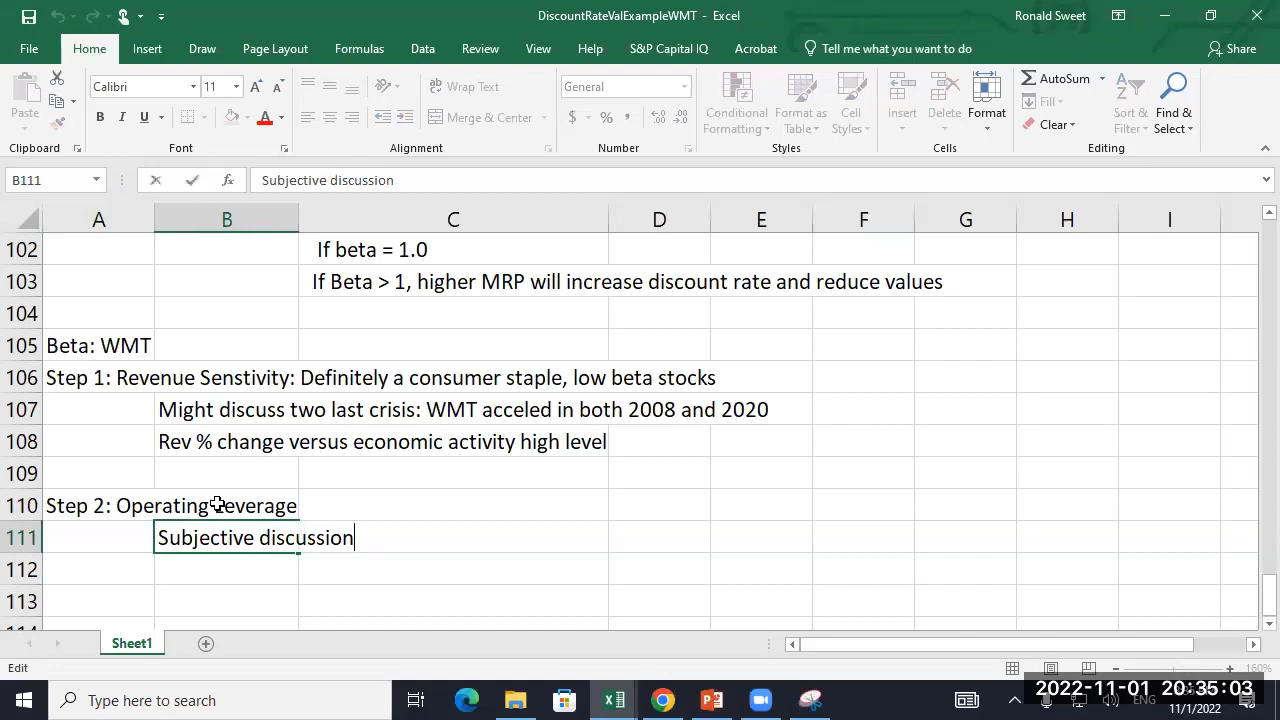 DiscountRateValExampleWMT - Excel
Ronald Sweet
File Home Insert Draw Page Layout Formulas Data Review View Help S&P Capital IQ Acrobat Tell me what you want to do Share
Paste
Clipboard
Calibri 11
B I U A
Font
Wrap Text
Merge & Center
Alignment
General
$ % ,
Number
Conditional Formatting
Format as Table
Cell Styles
Styles
Insert Delete Format
Cells
AutoSum
Fill
Clear
Sort & Filter
Find & Select
Editing
B111 fx Subjective discussion
A B C D E F G H I
102 If beta = 1.0
103 If Beta > 1, higher MRP will increase discount rate and reduce values
104
105 Beta: WMT
106 Step 1: Revenue Senstivity: Definitely a consumer staple, low beta stocks
107 Might discuss two last crisis: WMT acceled in both 2008 and 2020
108 Rev % change versus economic activity high level
109
110 Step 2: Operating Leverage
111 Subjective discussion
112
113
Sheet1
Edit
160%
Type here to search
2022-11-01 20:35:03
ENG
11/1/2022